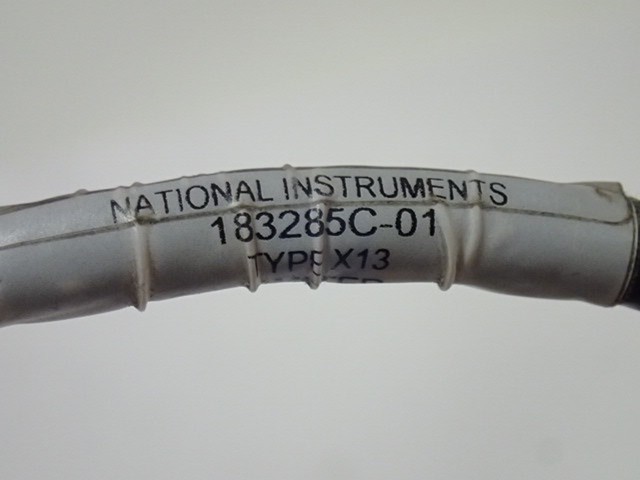 NATIONAL INSTRUMENTS
183285C-01
TYPE X13